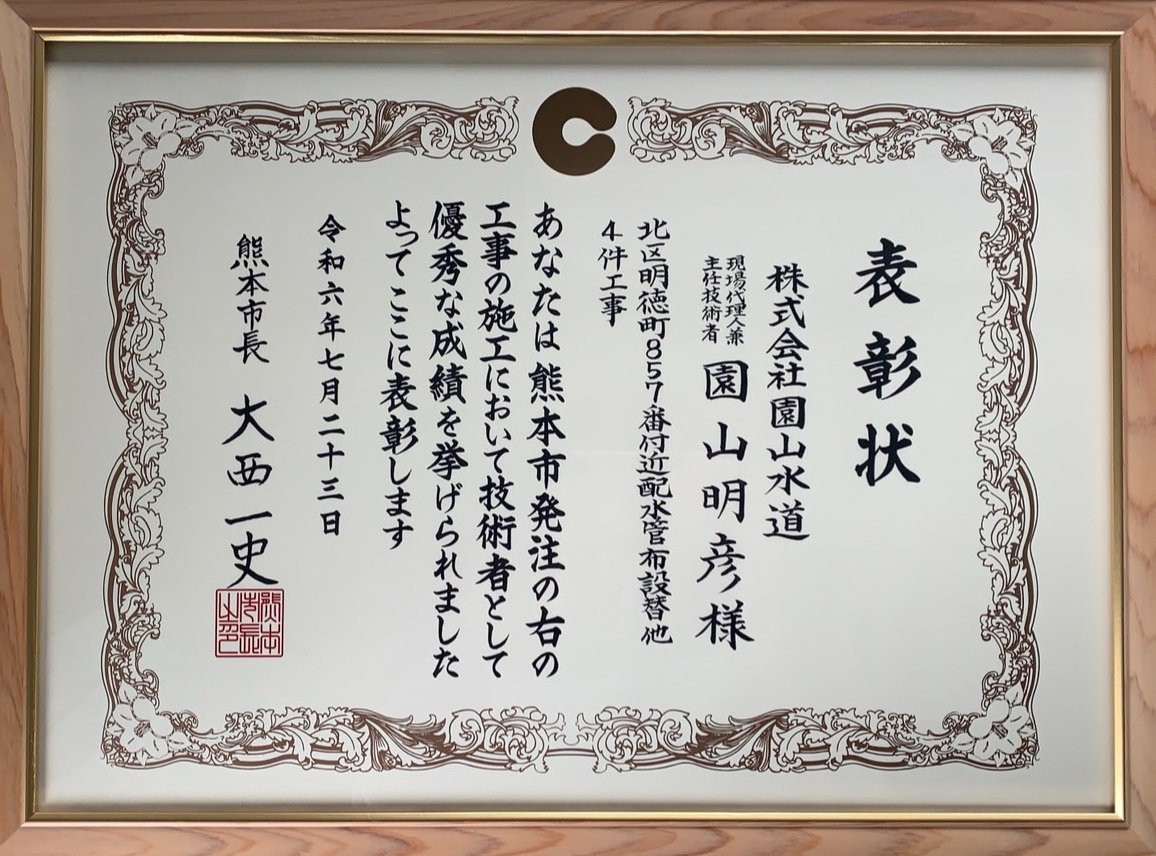 表彰状
株式会社園山水道
現場代理人兼
主任技術者
園山明彦様
北区明徳町857番付近配水管布設替他
4件工事
あなたは熊本市発注の右の
工事の施工において技術者として
優秀な成績を挙げられました
よってここに表彰します
令和六年七月二十三日
熊本市長 大西一史
熊本
市長
之印